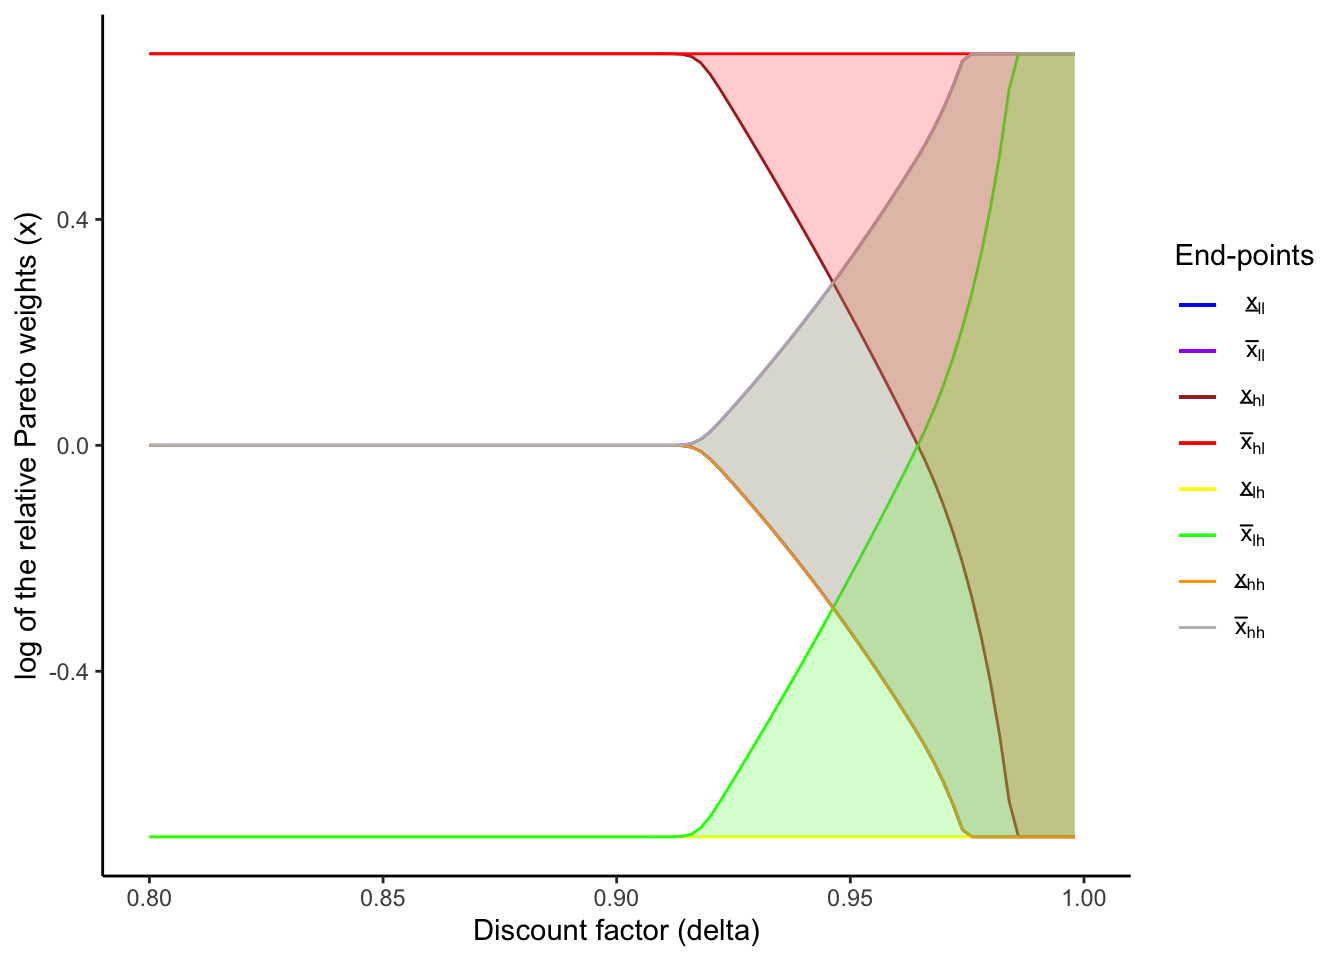 log of the relative Pareto weights (x)
0.4
0.0
-0.4
0.80 0.85 0.90 0.95 1.00
Discount factor (delta)
End-points
x̲ll
x̅ll
x̲hl
x̅hl
x̲lh
x̅lh
x̲hh
x̅hh